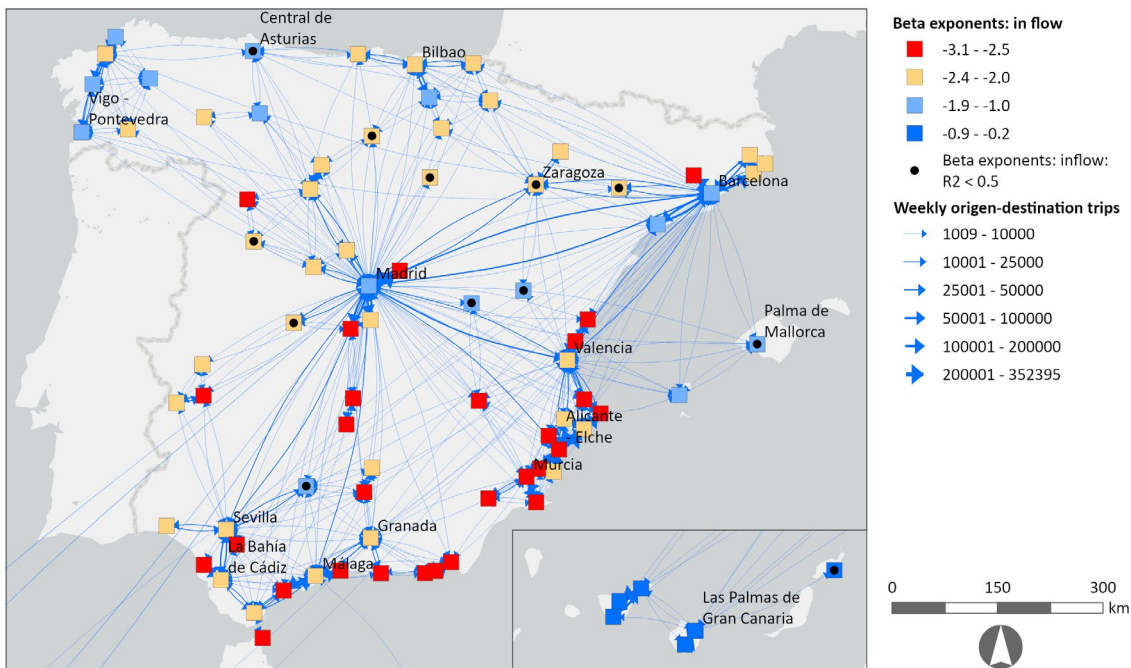 Central de
Asturias
Bilbao
Vigo -
Pontevedra
Zaragoza
Barcelona
Madrid
Palma de
Mallorca
Valencia
Alicante
- Elche
Murcia
Sevilla
Granada
La Bahía
de Cádiz
Málaga
Las Palmas de
Gran Canaria
Beta exponents: in flow
-3.1 - -2.5
-2.4 - -2.0
-1.9 - -1.0
-0.9 - -0.2
Beta exponents: inflow:
R2 < 0.5
Weekly origen-destination trips
1009 - 10000
10001 - 25000
25001 - 50000
50001 - 100000
100001 - 200000
200001 - 352395
0 150 300
km